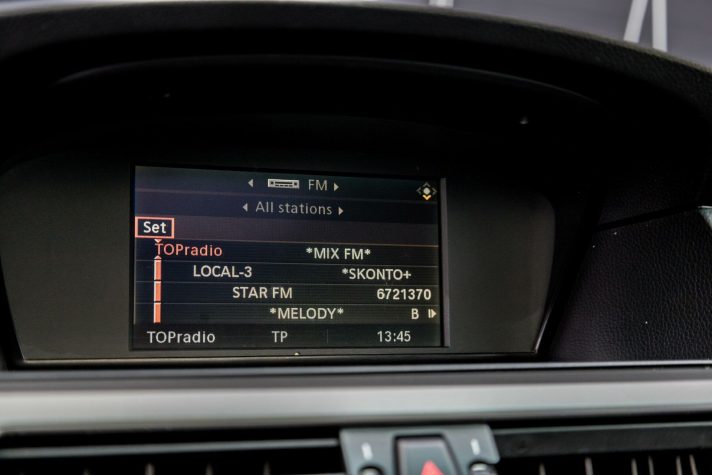 FM
All stations
Set
TOPradio *MIX FM*
LOCAL-3 *SKONTO+
STAR FM 6721370
*MELODY* B
TOPradio TP 13:45